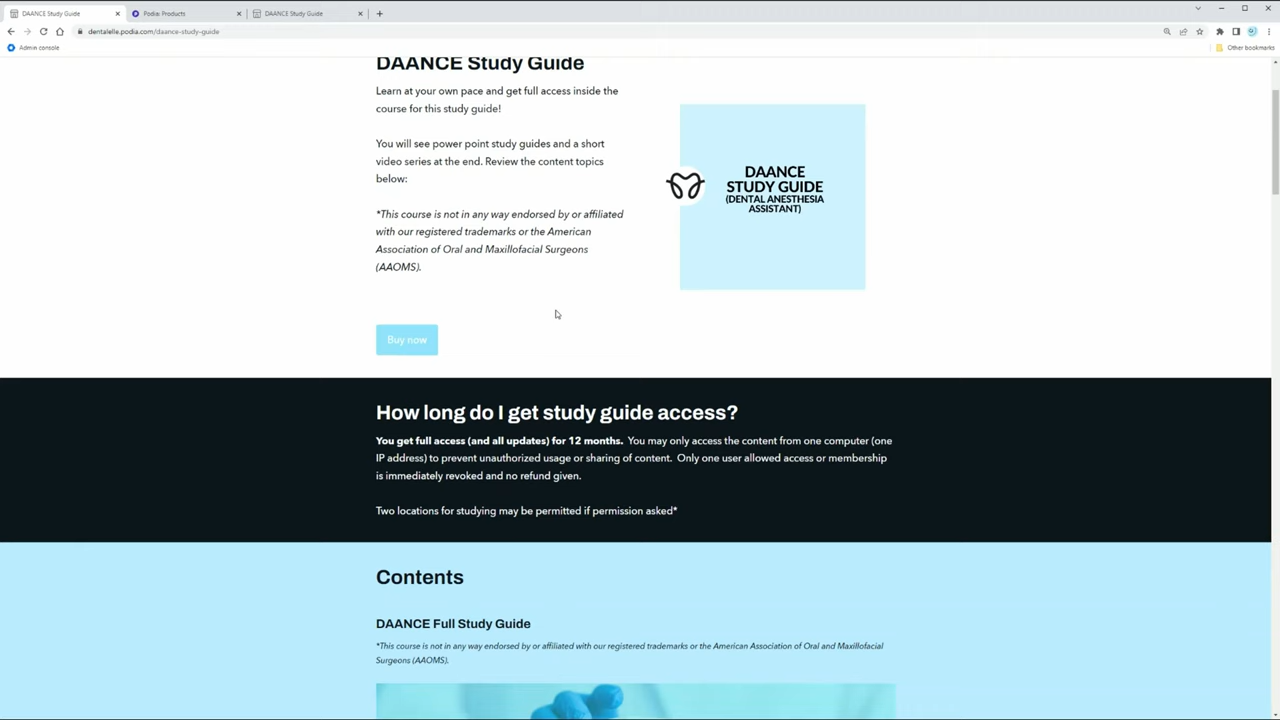 DAANCE Study Guide
Podia: Products
DAANCE Study Guide
dentalelle.podia.com/daance-study-guide
Admin console
Other bookmarks
DAANCE Study Guide
Learn at your own pace and get full access inside the
course for this study guide!
You will see power point study guides and a short
video series at the end. Review the content topics
below:
*This course is not in any way endorsed by or affiliated
with our registered trademarks or the American
Association of Oral and Maxillofacial Surgeons
(AAOMS).
DAANCE
STUDY GUIDE
(DENTAL ANESTHESIA
ASSISTANT)
Buy now
How long do I get study guide access?
You get full access (and all updates) for 12 months. You may only access the content from one computer (one
IP address) to prevent unauthorized usage or sharing of content. Only one user allowed access or membership
is immediately revoked and no refund given.
Two locations for studying may be permitted if permission asked*
Contents
DAANCE Full Study Guide
*This course is not in any way endorsed by or affiliated with our registered trademarks or the American Association of Oral and Maxillofacial
Surgeons (AAOMS).